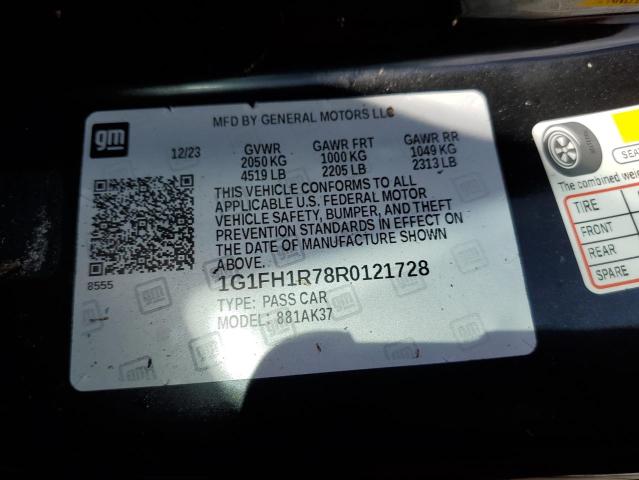 MFD BY GENERAL MOTORS LLC
gm
12/23 GVWR GAWR FRT GAWR RR
2050 KG 1000 KG 1049 KG
4519 LB 2205 LB 2313 LB
THIS VEHICLE CONFORMS TO ALL
APPLICABLE U.S. FEDERAL MOTOR
VEHICLE SAFETY, BUMPER, AND THEFT
PREVENTION STANDARDS IN EFFECT ON
THE DATE OF MANUFACTURE SHOWN
ABOVE.
8555
1G1FH1R78R0121728
TYPE: PASS CAR
MODEL: 881AK37
gm
SEA
The combined wei
TIRE
FRONT
REAR
SPARE